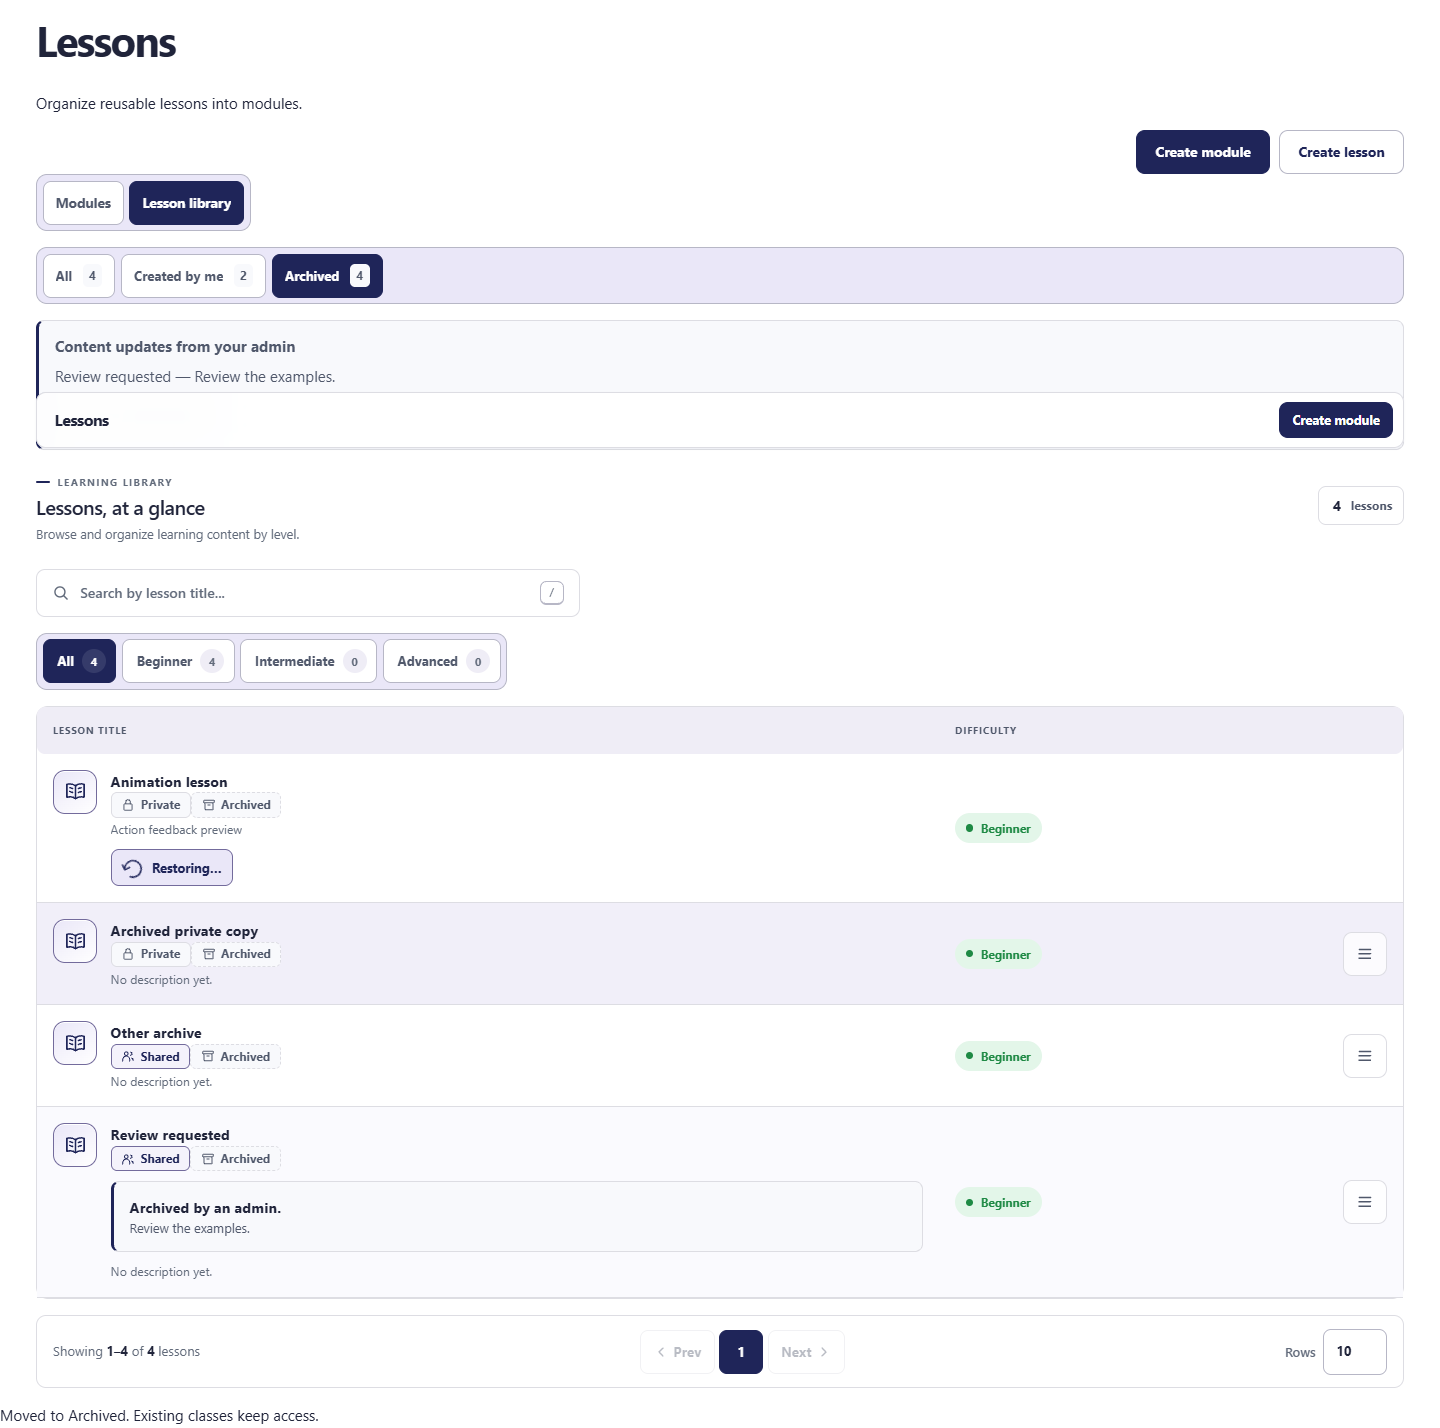 Lessons
Organize reusable lessons into modules.
Create module
Create lesson
Modules
Lesson library
All 4
Created by me 2
Archived 4
Content updates from your admin
Review requested — Review the examples.
Lessons
Create module
LEARNING LIBRARY
Lessons, at a glance
Browse and organize learning content by level.
4 lessons
Search by lesson title...
/
All 4
Beginner 4
Intermediate 0
Advanced 0
LESSON TITLE
DIFFICULTY
Animation lesson
Private
Archived
Action feedback preview
Restoring...
Beginner
Archived private copy
Private
Archived
No description yet.
Beginner
Other archive
Shared
Archived
No description yet.
Beginner
Review requested
Shared
Archived
Archived by an admin.
Review the examples.
No description yet.
Beginner
Showing 1–4 of 4 lessons
Prev
1
Next
Rows
10
Moved to Archived. Existing classes keep access.